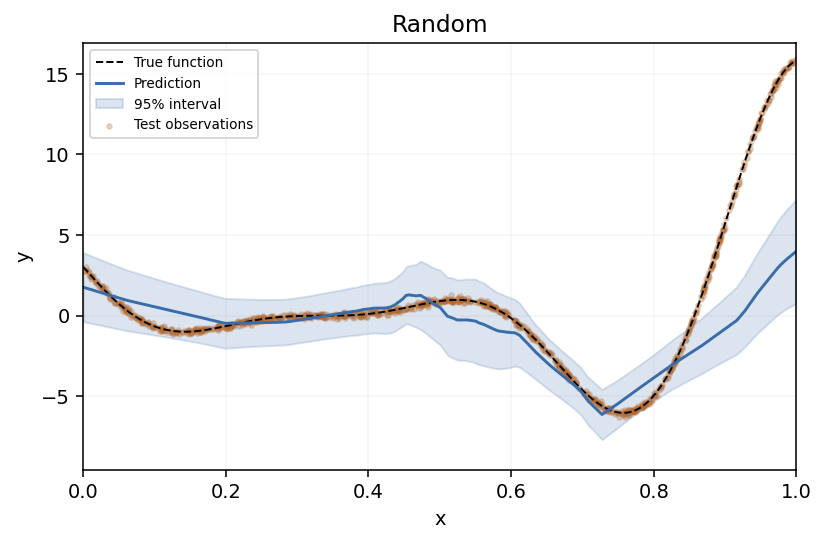 Random
True function
Prediction
95% interval
Test observations
15
10
5
0
−5
y
0.0 0.2 0.4 0.6 0.8 1.0
x